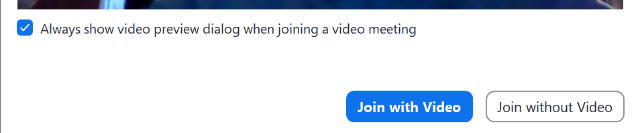 Always show video preview dialog when joining a video meeting
Join with Video
Join without Video